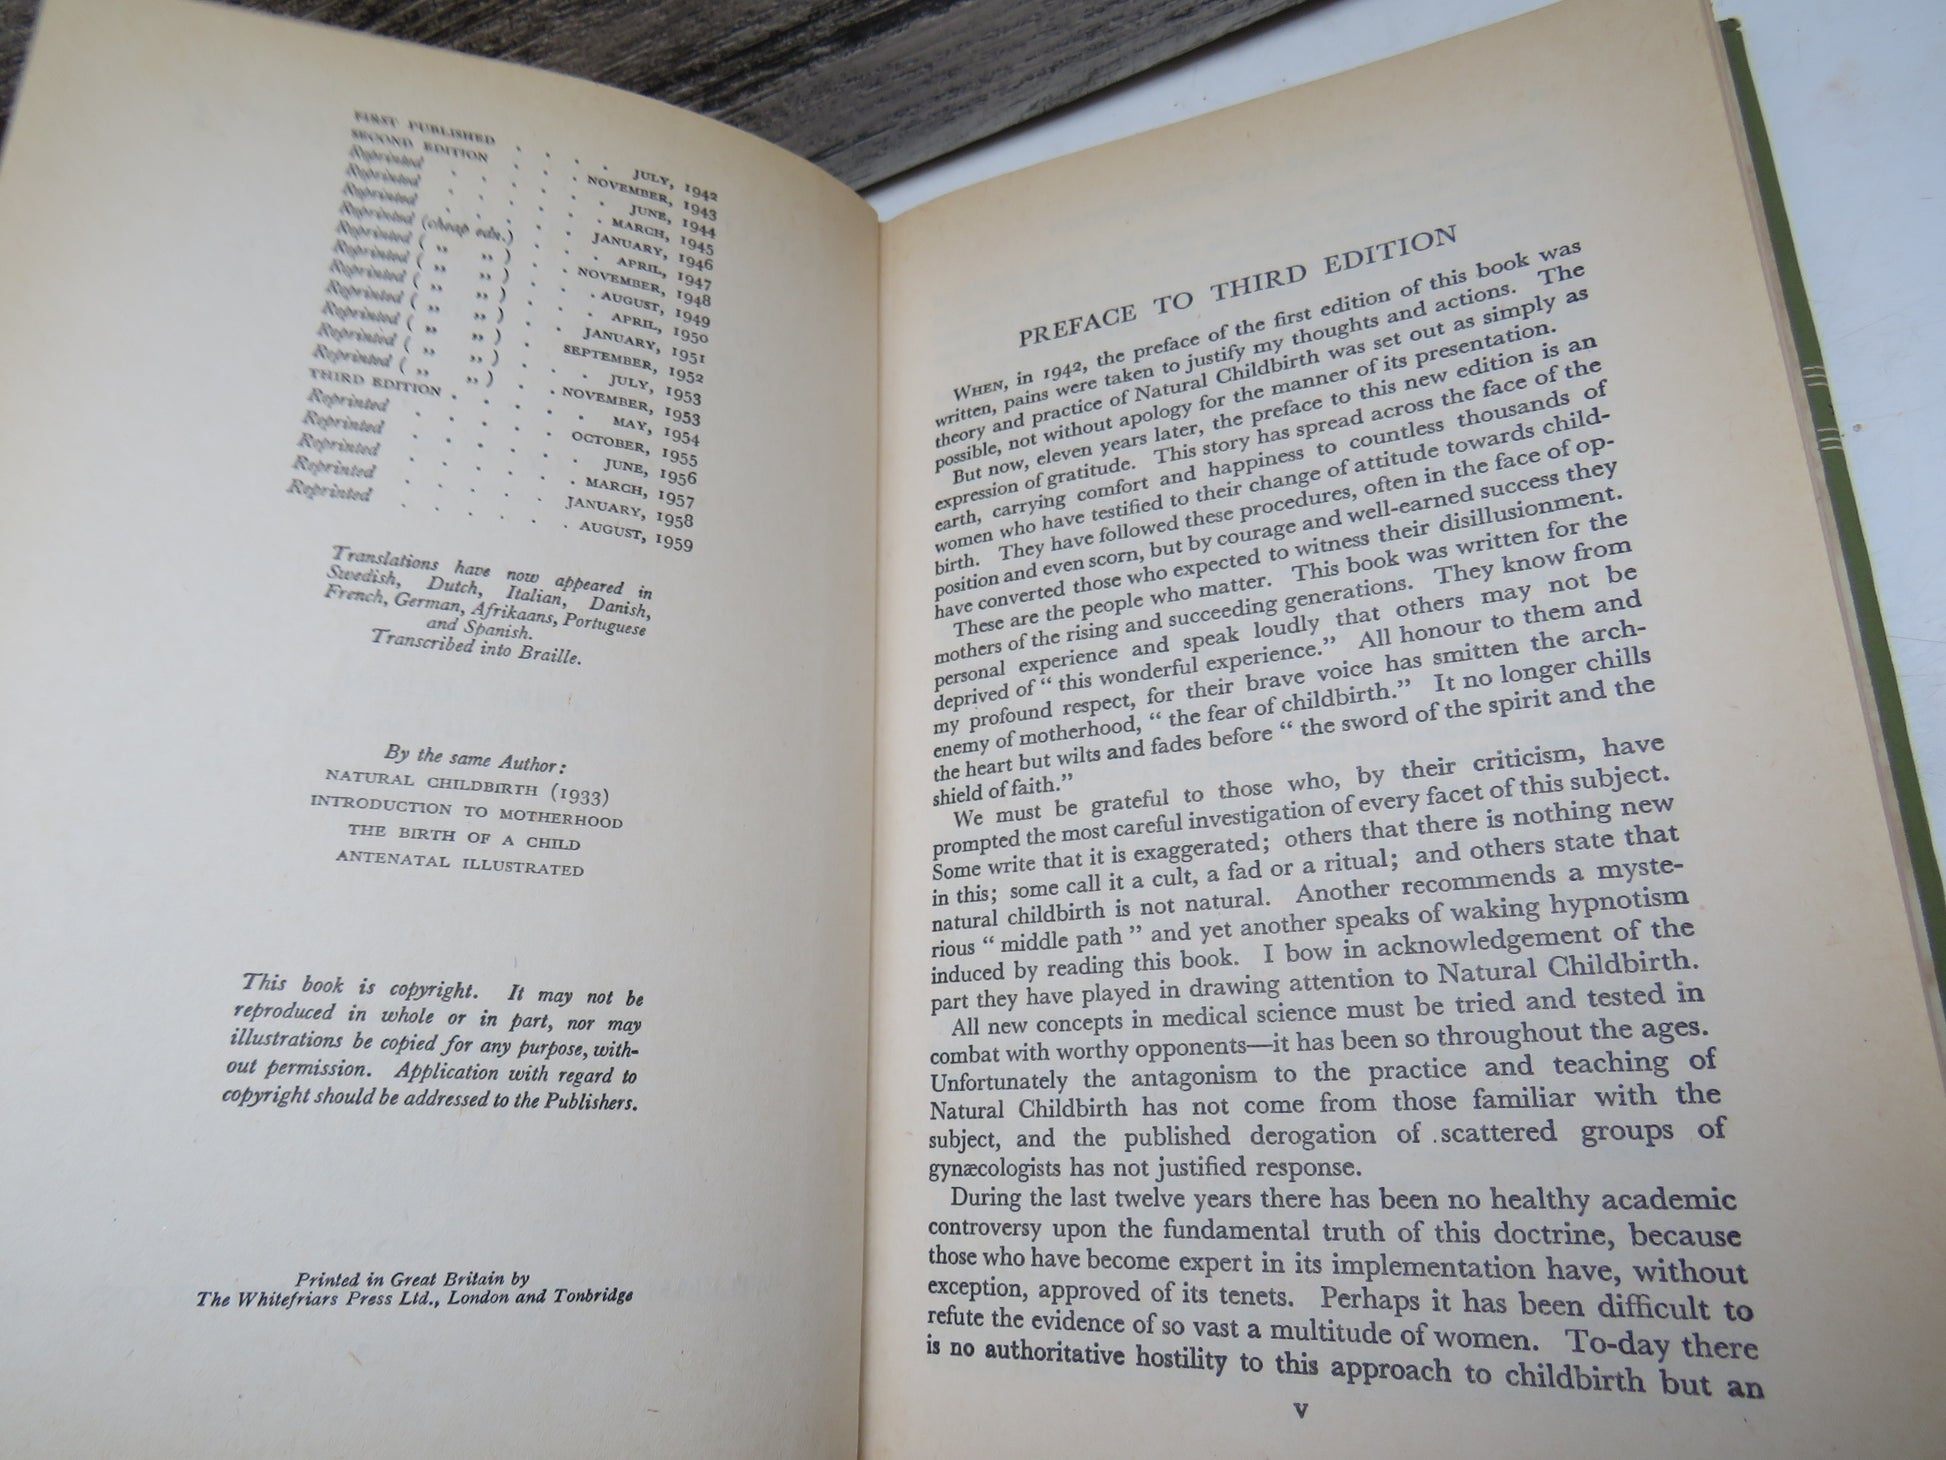 FIRST PUBLISHED . . . . JULY, 1942
SECOND EDITION . . . NOVEMBER, 1943
Reprinted . . . . . JUNE, 1944
Reprinted . . . . . MARCH, 1945
Reprinted . . . . . JANUARY, 1946
Reprinted (cheap edn.) . . . APRIL, 1947
Reprinted ( ,, ,, ) . . NOVEMBER, 1948
Reprinted ( ,, ,, ) . . . AUGUST, 1949
Reprinted ( ,, ,, ) . . . APRIL, 1950
Reprinted ( ,, ,, ) . . . JANUARY, 1951
Reprinted ( ,, ,, ) . . SEPTEMBER, 1952
Reprinted ( ,, ,, ) . . . JULY, 1953
Reprinted ( ,, ,, ) . . NOVEMBER, 1953
THIRD EDITION . . . . . MAY, 1954
Reprinted . . . . . OCTOBER, 1955
Reprinted . . . . . JUNE, 1956
Reprinted . . . . . MARCH, 1957
Reprinted . . . . . JANUARY, 1958
Reprinted . . . . . AUGUST, 1959
Translations have now appeared in
Swedish, Dutch, Italian, Danish,
French, German, Afrikaans, Portuguese
and Spanish.
Transcribed into Braille.
By the same Author:
NATURAL CHILDBIRTH (1933)
INTRODUCTION TO MOTHERHOOD
THE BIRTH OF A CHILD
ANTENATAL ILLUSTRATED
This book is copyright. It may not be
reproduced in whole or in part, nor may
illustrations be copied for any purpose, with-
out permission. Application with regard to
copyright should be addressed to the Publishers.
Printed in Great Britain by
The Whitefriars Press Ltd., London and Tonbridge
PREFACE TO THIRD EDITION
WHEN, in 1942, the preface of the first edition of this book was
written, pains were taken to justify my thoughts and actions. The
theory and practice of Natural Childbirth was set out as simply as
possible, not without apology for the manner of its presentation.
But now, eleven years later, the preface to this new edition is an
expression of gratitude. This story has spread across the face of the
earth, carrying comfort and happiness to countless thousands of
women who have testified to their change of attitude towards child-
birth. They have followed these procedures, often in the face of op-
position and even scorn, but by courage and well-earned success they
have converted those who expected to witness their disillusionment.
These are the people who matter. This book was written for the
mothers of the rising and succeeding generations. They know from
personal experience and speak loudly that others may not be
deprived of “ this wonderful experience.” All honour to them and
my profound respect, for their brave voice has smitten the arch-
enemy of motherhood, “ the fear of childbirth.” It no longer chills
the heart but wilts and fades before “ the sword of the spirit and the
shield of faith.”
We must be grateful to those who, by their criticism, have
prompted the most careful investigation of every facet of this subject.
Some write that it is exaggerated; others that there is nothing new
in this; some call it a cult, a fad or a ritual; and others state that
natural childbirth is not natural. Another recommends a myste-
rious “ middle path ” and yet another speaks of waking hypnotism
induced by reading this book. I bow in acknowledgement of the
part they have played in drawing attention to Natural Childbirth.
All new concepts in medical science must be tried and tested in
combat with worthy opponents—it has been so throughout the ages.
Unfortunately the antagonism to the practice and teaching of
Natural Childbirth has not come from those familiar with the
subject, and the published derogation of scattered groups of
gynæcologists has not justified response.
During the last twelve years there has been no healthy academic
controversy upon the fundamental truth of this doctrine, because
those who have become expert in its implementation have, without
exception, approved of its tenets. Perhaps it has been difficult to
refute the evidence of so vast a multitude of women. To-day there
is no authoritative hostility to this approach to childbirth but an
v